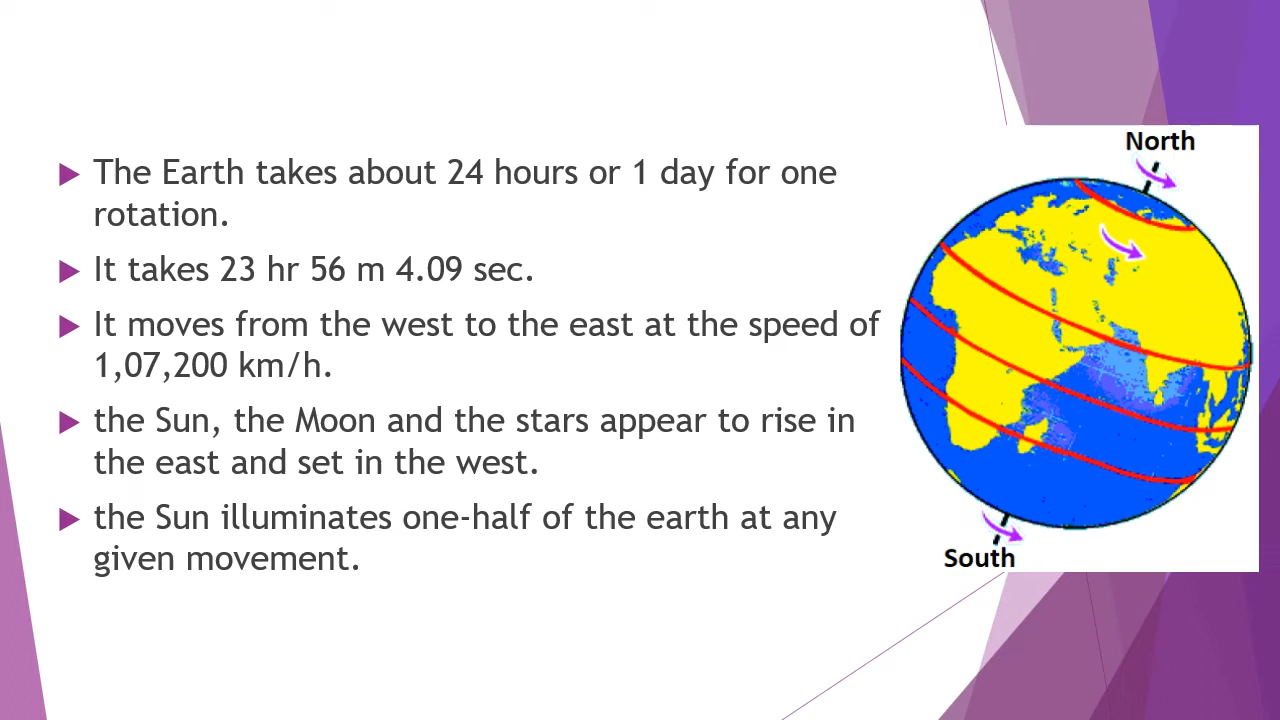 The Earth takes about 24 hours or 1 day for one
rotation.
It takes 23 hr 56 m 4.09 sec.
It moves from the west to the east at the speed of
1,07,200 km/h.
the Sun, the Moon and the stars appear to rise in
the east and set in the west.
the Sun illuminates one-half of the earth at any
given movement.
North
South